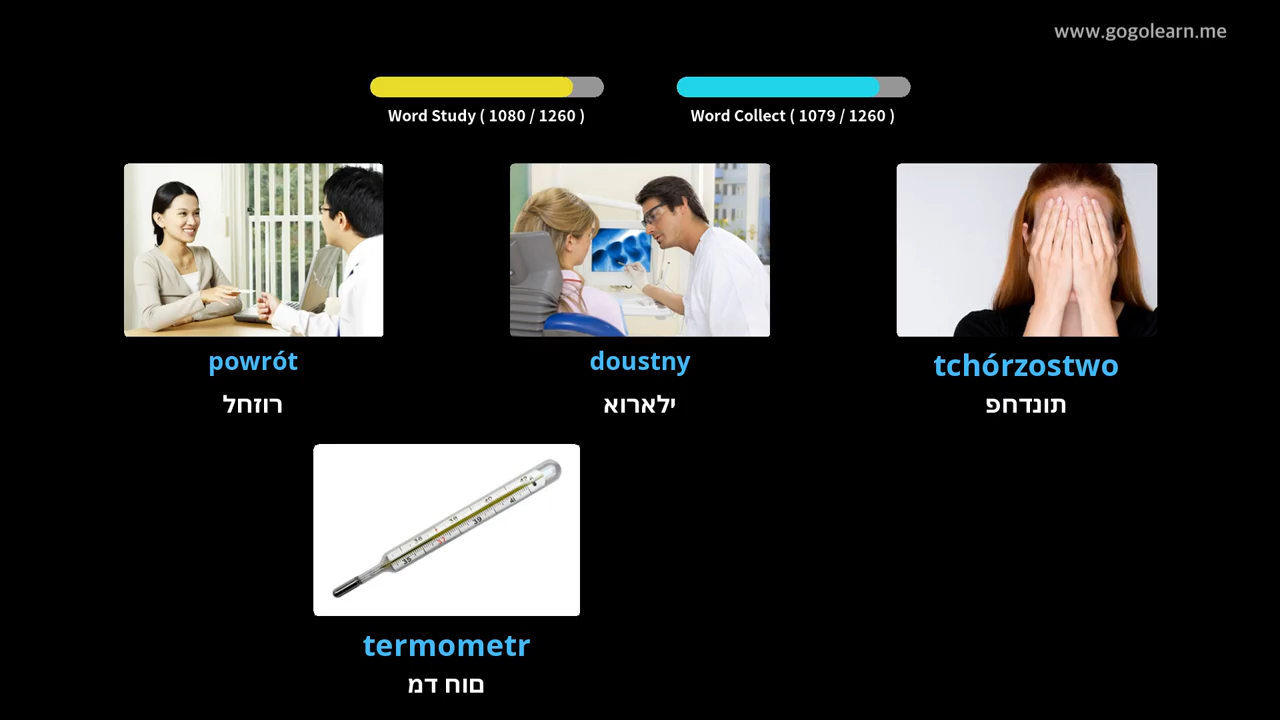 www.gogolearn.me
Word Study ( 1080 / 1260 )
Word Collect ( 1079 / 1260 )
powrót
רוזחל
doustny
ילארוא
tchórzostwo
תונדחפ
termometr
םוח דמ